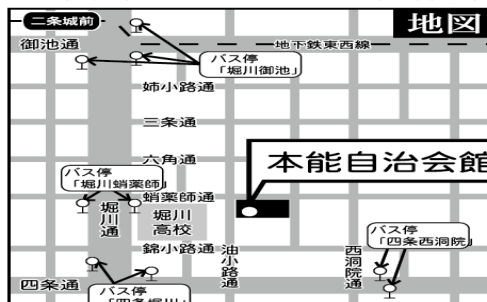 二条城前
地図
御池通
地下鉄東西線
バス停
「堀川御池」
姉小路通
三条通
六角通
本能自治会館
バス停
「堀川蛸薬師」
蛸薬師通
堀川通
堀川
高校
バス停
「四条西洞院」
錦小路通
油小路通
西洞院通
四条通
バス停
「四条堀川」